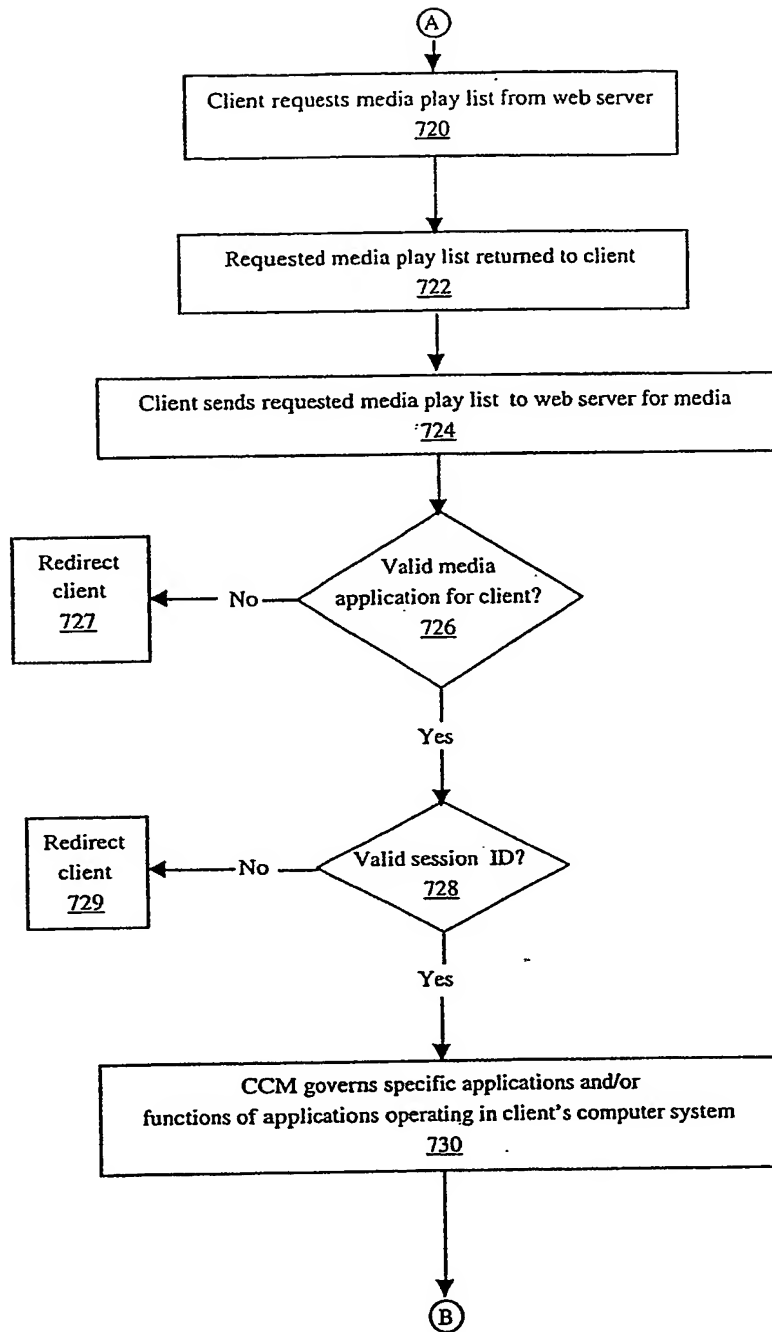 A
Client requests media play list from web server
720
Requested media play list returned to client
722
Client sends requested media play list to web server for media
724
Valid media
application for client?
726
No
Redirect
client
727
Yes
Valid session ID?
728
No
Redirect
client
729
Yes
CCM governs specific applications and/or
functions of applications operating in client's computer system
730
B